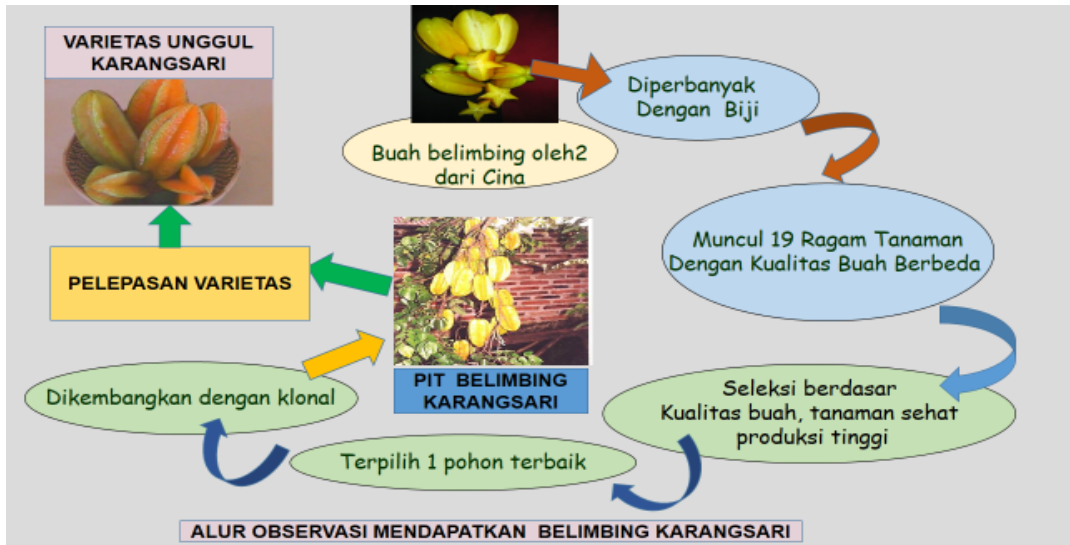 VARIETAS UNGGUL
KARANGSARI
Buah belimbing oleh2
dari Cina
Diperbanyak
Dengan Biji
Muncul 19 Ragam Tanaman
Dengan Kualitas Buah Berbeda
Seleksi berdasar
Kualitas buah, tanaman sehat
produksi tinggi
Terpilih 1 pohon terbaik
Dikembangkan dengan klonal
PIT BELIMBING
KARANGSARI
PELEPASAN VARIETAS
ALUR OBSERVASI MENDAPATKAN BELIMBING KARANGSARI